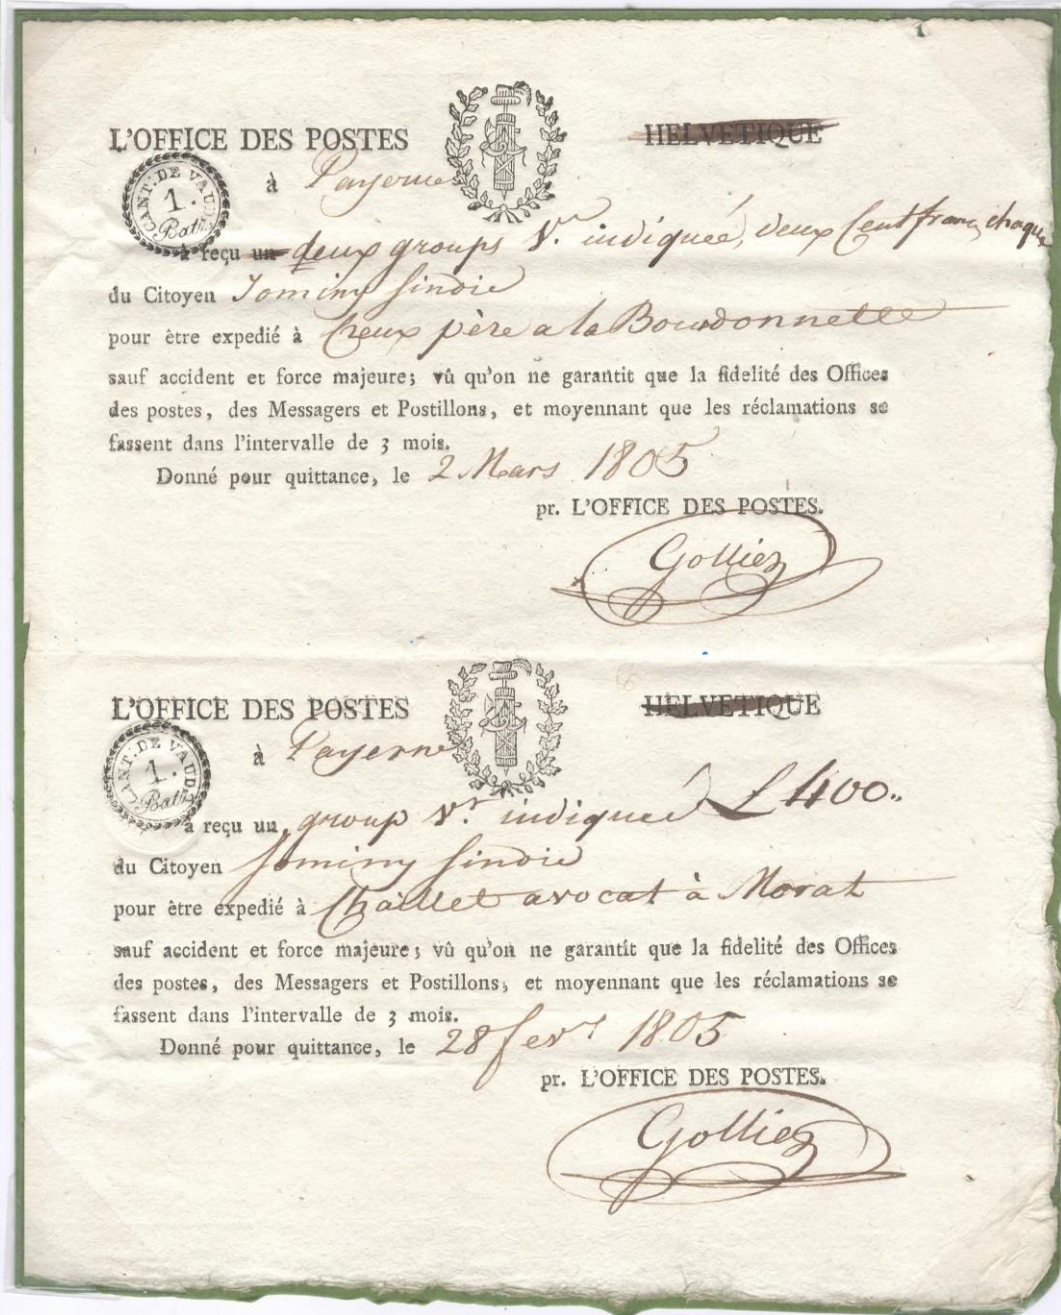 L'OFFICE DES POSTES HELVETIQUE
à Payerne
CANT: DE VAUD
1.
Batz
a reçu un deux groups Vr. indiqueé, deux Cent franc, chaque
du Citoyen Jominy sindic
pour être expedié à Creux père a la Bourdonnette
sauf accident et force majeure; vû qu'on ne garantit que la fidelité des Offices
des postes, des Messagers et Postillons, et moyennant que les réclamations se
fassent dans l'intervalle de 3 mois.
Donné pour quittance, le 2 Mars 1805
pr. L'OFFICE DES POSTES.
Golliez
L'OFFICE DES POSTES HELVETIQUE
à Payerne
CANT: DE VAUD
1.
Batz
a reçu un group Vr. indiqueé L 400..
du Citoyen Jominy sindic
pour être expedié à Chaillet avocat à Morat
sauf accident et force majeure; vû qu'on ne garantit que la fidelité des Offices
des postes, des Messagers et Postillons, et moyennant que les réclamations se
fassent dans l'intervalle de 3 mois.
Donné pour quittance, le 28 fevr 1805
pr. L'OFFICE DES POSTES.
Golliez